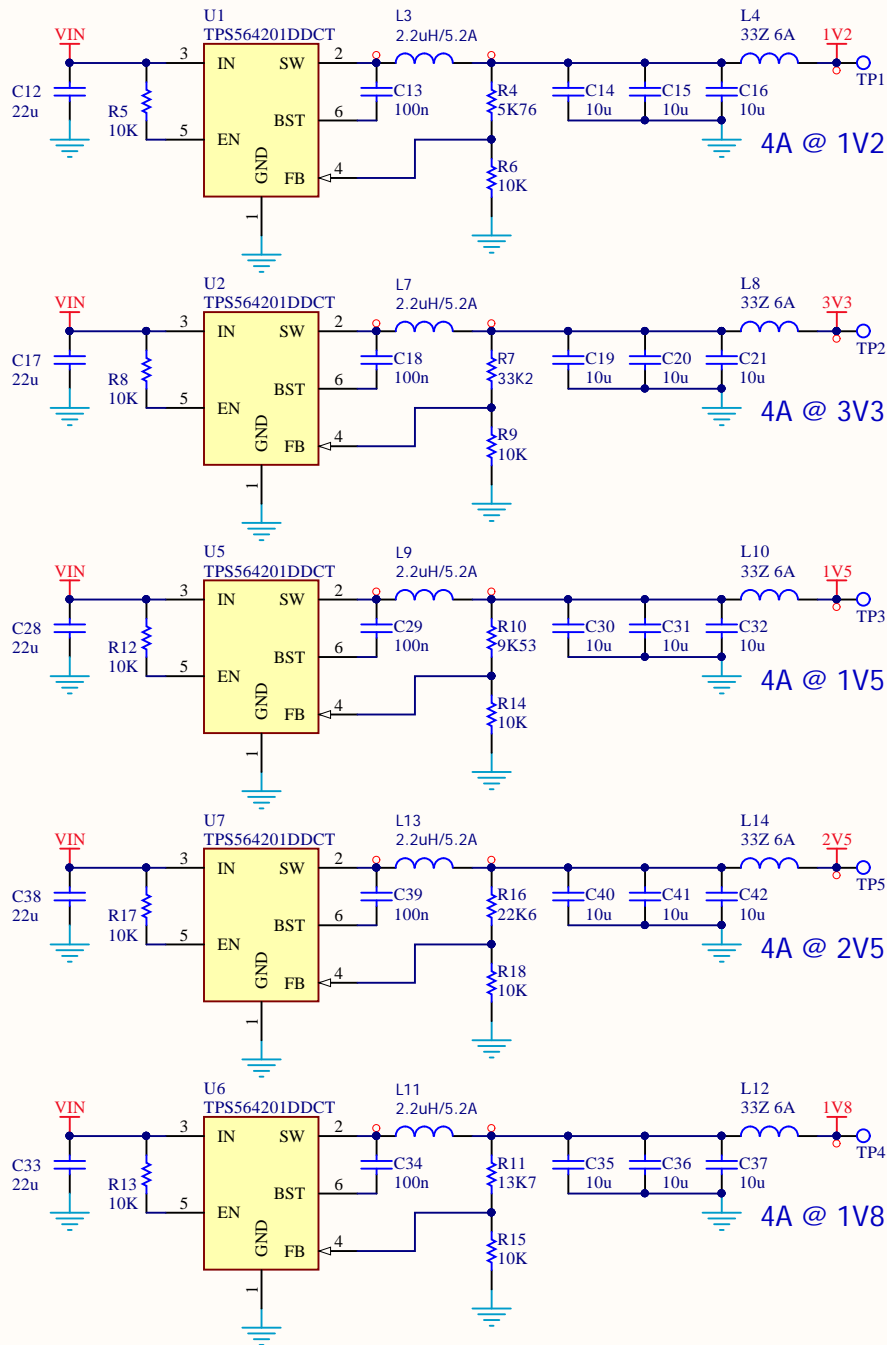 U1
TPS564201DDCT
L3
2.2uH/5.2A
L4
33Z 6A
VIN
1V2
TP1
3
IN
SW
2
C12
22u
R5
10K
C13
100n
R4
5K76
C14
10u
C15
10u
C16
10u
BST
6
5
EN
GND
FB
4
R6
10K
1
4A @ 1V2
U2
TPS564201DDCT
L7
2.2uH/5.2A
L8
33Z 6A
VIN
3V3
TP2
3
IN
SW
2
C17
22u
R8
10K
C18
100n
R7
33K2
C19
10u
C20
10u
C21
10u
BST
6
5
EN
GND
FB
4
R9
10K
1
4A @ 3V3
U5
TPS564201DDCT
L9
2.2uH/5.2A
L10
33Z 6A
VIN
1V5
TP3
3
IN
SW
2
C28
22u
R12
10K
C29
100n
R10
9K53
C30
10u
C31
10u
C32
10u
BST
6
5
EN
GND
FB
4
R14
10K
1
4A @ 1V5
U7
TPS564201DDCT
L13
2.2uH/5.2A
L14
33Z 6A
VIN
2V5
TP5
3
IN
SW
2
C38
22u
R17
10K
C39
100n
R16
22K6
C40
10u
C41
10u
C42
10u
BST
6
5
EN
GND
FB
4
R18
10K
1
4A @ 2V5
U6
TPS564201DDCT
L11
2.2uH/5.2A
L12
33Z 6A
VIN
1V8
TP4
3
IN
SW
2
C33
22u
R13
10K
C34
100n
R11
13K7
C35
10u
C36
10u
C37
10u
BST
6
5
EN
GND
FB
4
R15
10K
1
4A @ 1V8